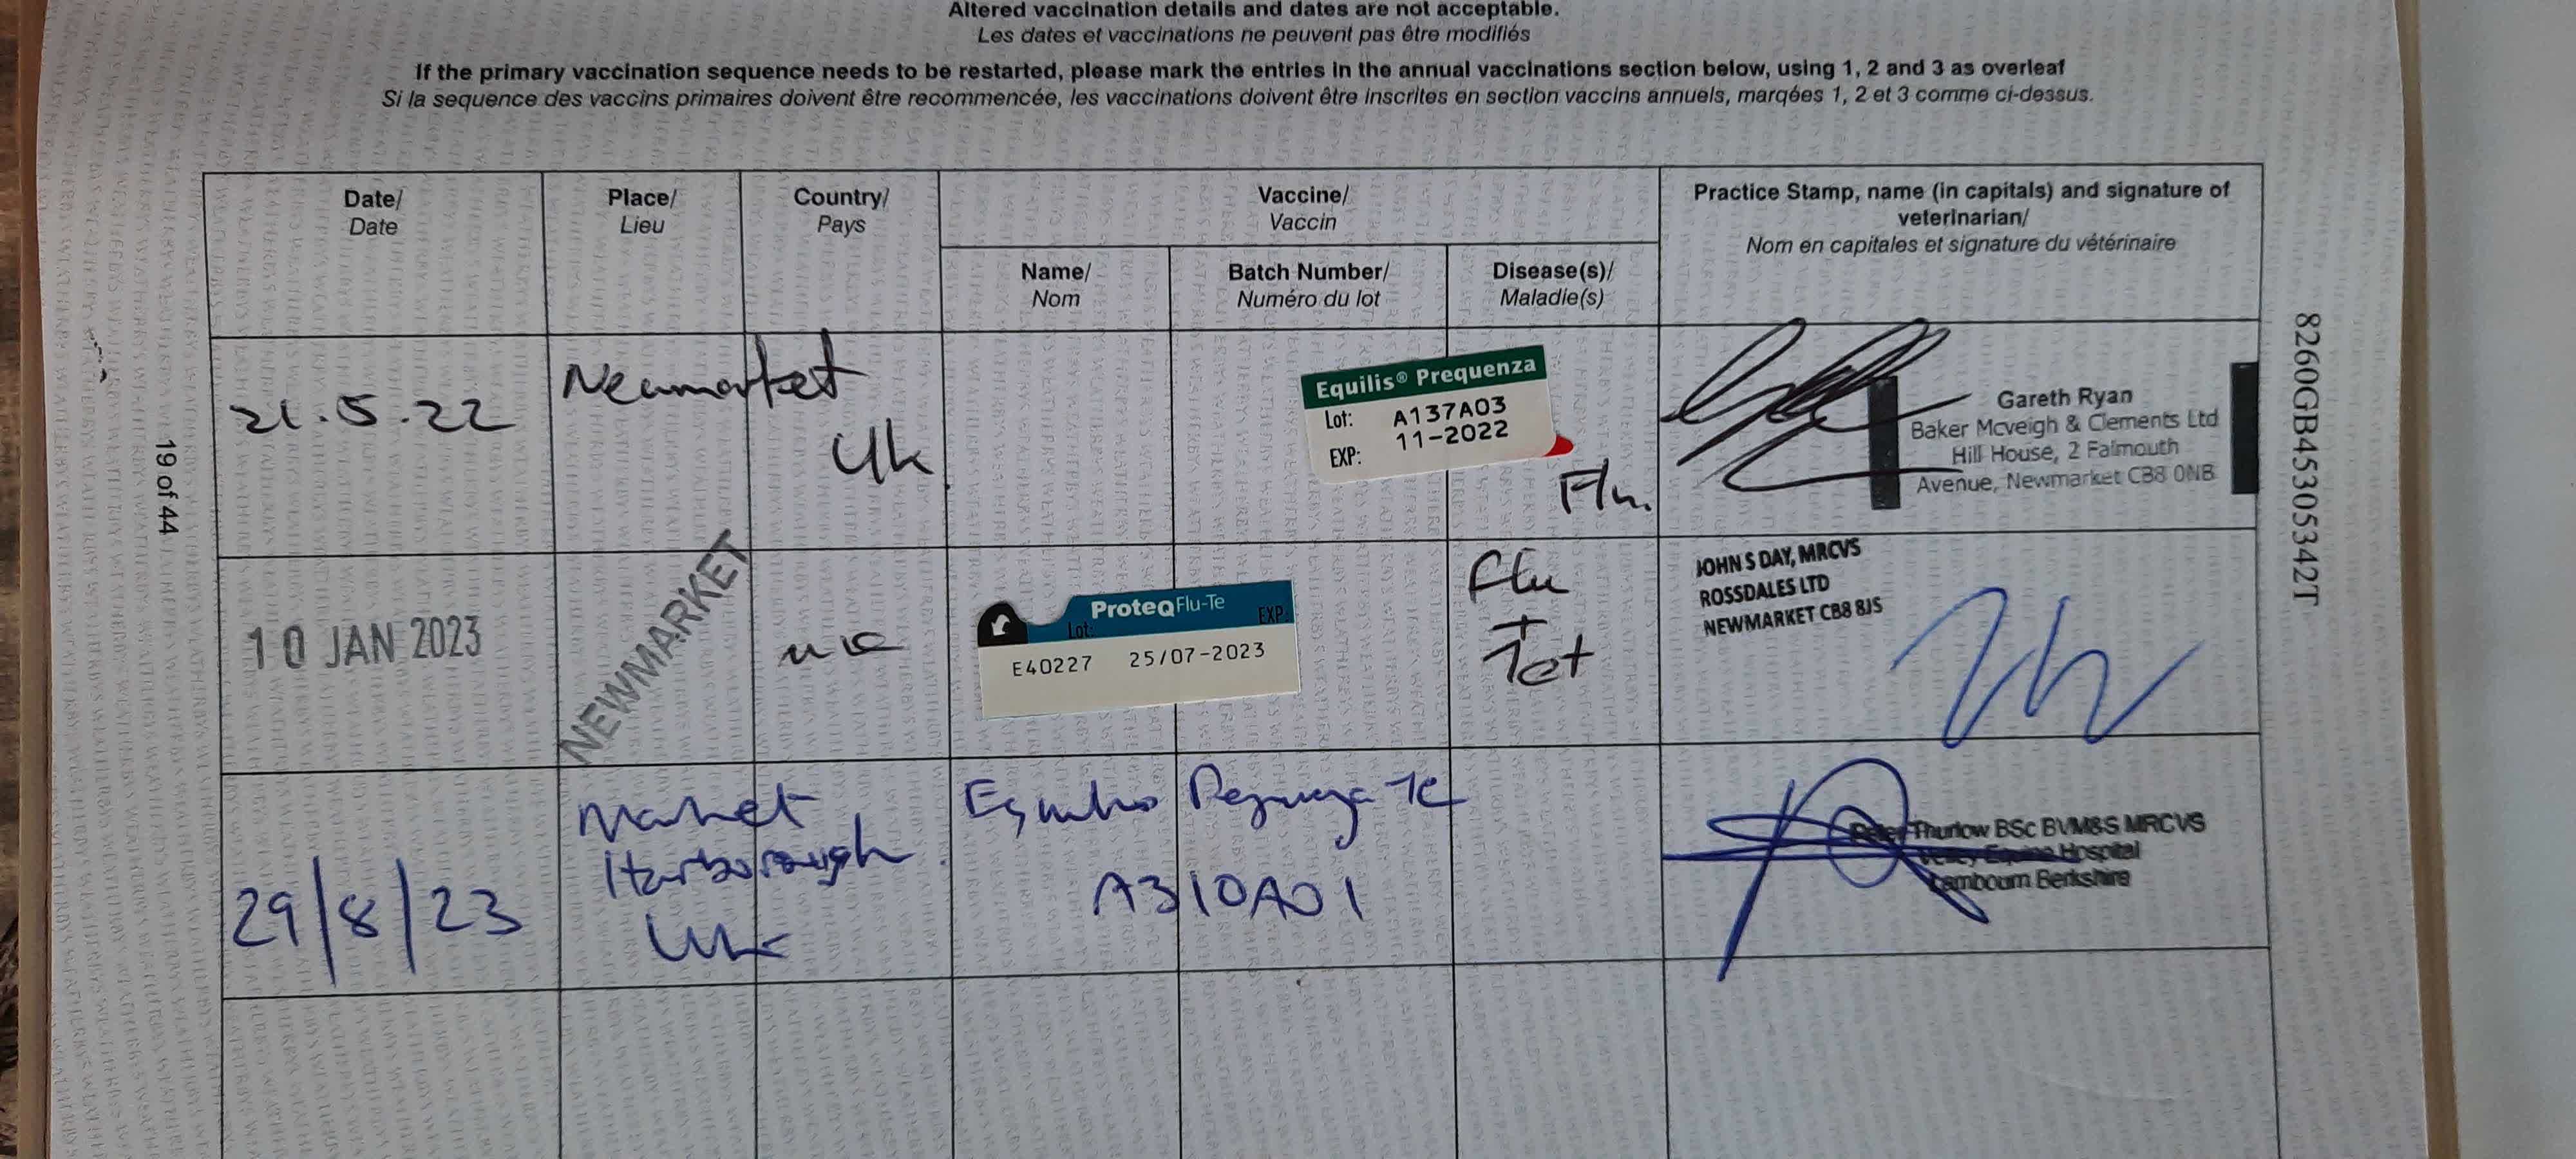 Altered vaccination details and dates are not acceptable.
Les dates et vaccinations ne peuvent pas être modifiés
If the primary vaccination sequence needs to be restarted, please mark the entries in the annual vaccinations section below, using 1, 2 and 3 as overleaf
Si la sequence des vaccins primaires doivent être recommencée, les vaccinations doivent être inscrites en section vaccins annuels, marqées 1, 2 et 3 comme ci-dessus.
Date/
Date
Place/
Lieu
Country/
Pays
Vaccine/
Vaccin
Name/
Nom
Batch Number/
Numéro du lot
Disease(s)/
Maladie(s)
Practice Stamp, name (in capitals) and signature of
veterinarian/
Nom en capitales et signature du vétérinaire
21.5.22
Newmarket
Uk
Equilis® Prequenza
Lot: A137A03
EXP: 11-2022
Flu
Gareth Ryan
Baker Mcveigh & Clements Ltd
Hill House, 2 Falmouth
Avenue, Newmarket CB8 0NB
10 JAN 2023
NEWMARKET
UK
ProteqFlu-Te
Lot: EXP:
E40227 25/07-2023
Flu
+
Tet
JOHN S DAY, MRCVS
ROSSDALES LTD
NEWMARKET CB8 8JS
29/8/23
Market
Harborough
UK
Te
A310A01
Peter Thurlow BSc BVM&S MRCVS
Valley Equine Hospital
Lambourn Berkshire
19 of 44
8260GB45305342T